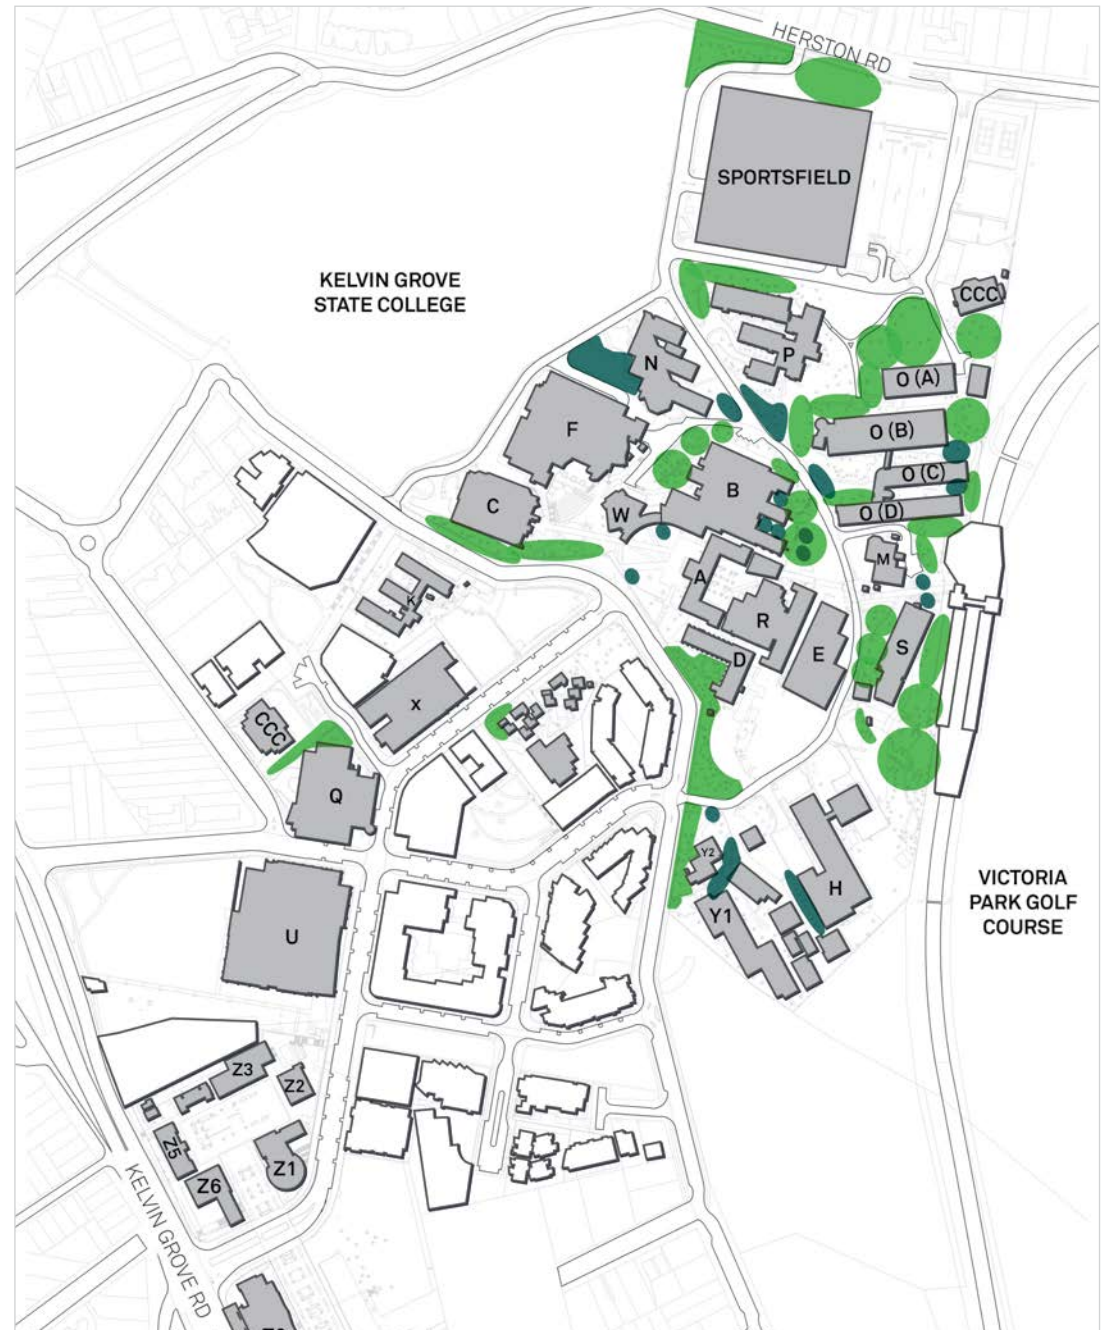 HERSTON RD
SPORTSFIELD
KELVIN GROVE
STATE COLLEGE
CCC
N
P
O (A)
F
O (B)
O (C)
C
W
B
O (D)
M
K
A
R
D
E
S
X
CCC
Q
Y2
H
Y1
VICTORIA
PARK GOLF
COURSE
U
Z3
Z2
Z5
Z1
Z6
KELVIN GROVE RD